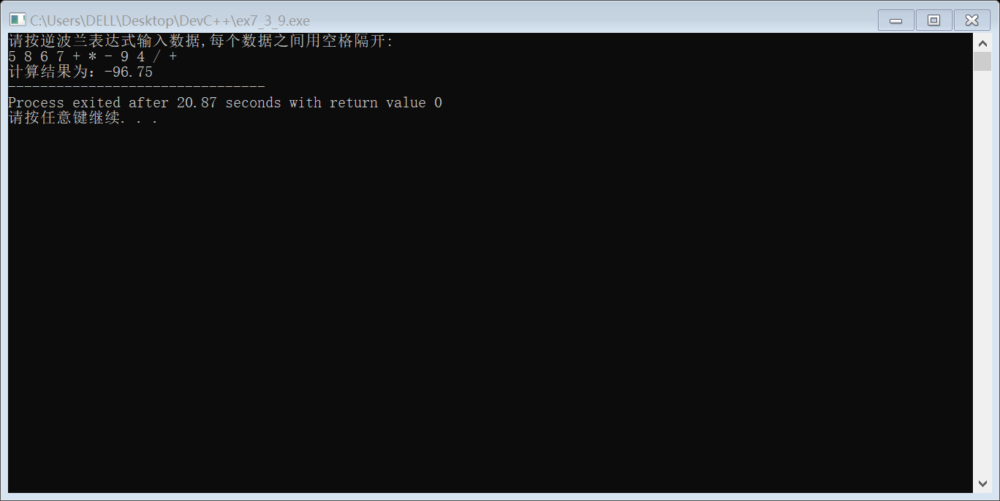 C:\Users\DELL\Desktop\DevC++\ex7_3_9.exe
请按逆波兰表达式输入数据,每个数据之间用空格隔开:
5 8 6 7 + * - 9 4 / +
计算结果为：-96.75
--------------------------------
Process exited after 20.87 seconds with return value 0
请按任意键继续. . .